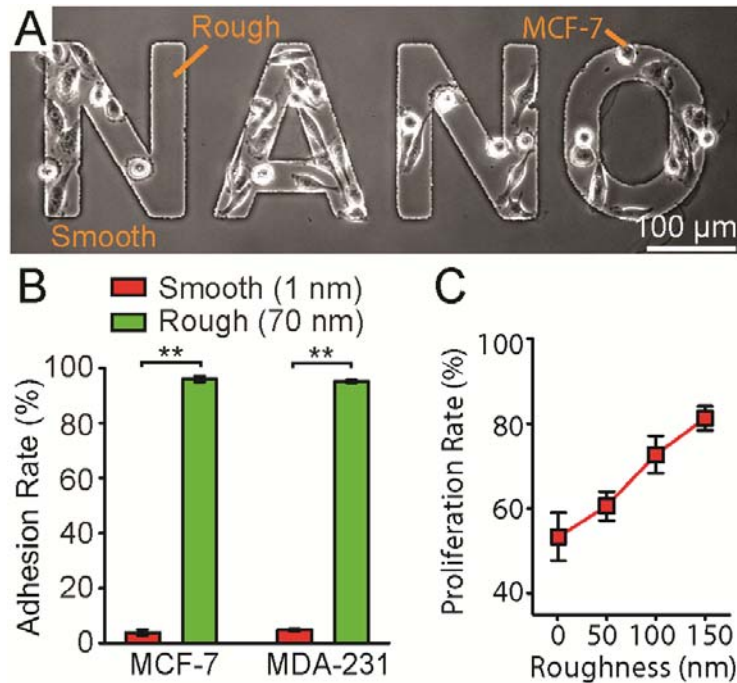 A
Rough
MCF-7
NANO
Smooth
100 µm
B
Smooth (1 nm)
Rough (70 nm)
Adhesion Rate (%)
100
80
60
40
20
0
**
**
MCF-7
MDA-231
C
Proliferation Rate (%)
100
80
60
40
0
50
100
150
Roughness (nm)